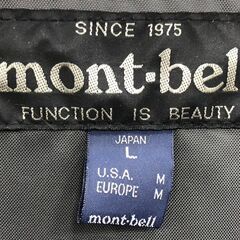 SINCE 1975
mont·bell
FUNCTION IS BEAUTY
JAPAN
L
U.S.A. M
EUROPE M
mont-bell